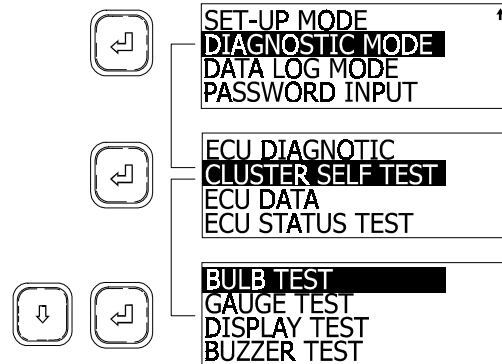 SET-UP MODE
DIAGNOSTIC MODE
DATA LOG MODE
PASSWORD INPUT
ECU DIAGNOTIC
CLUSTER SELF TEST
ECU DATA
ECU STATUS TEST
BULB TEST
GAUGE TEST
DISPLAY TEST
BUZZER TEST